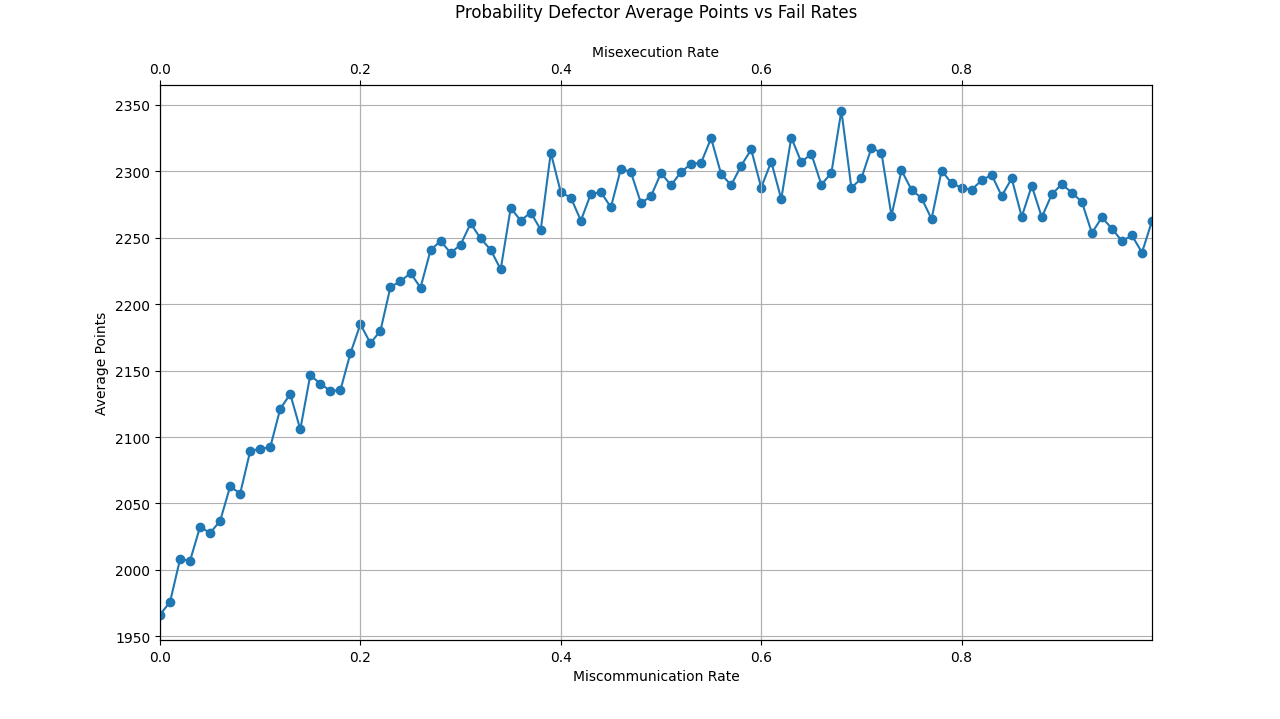 Probability Defector Average Points vs Fail Rates
Misexecution Rate
0.0 0.2 0.4 0.6 0.8
2350
2300
2250
2200
2150
2100
2050
2000
1950
Average Points
0.0 0.2 0.4 0.6 0.8
Miscommunication Rate